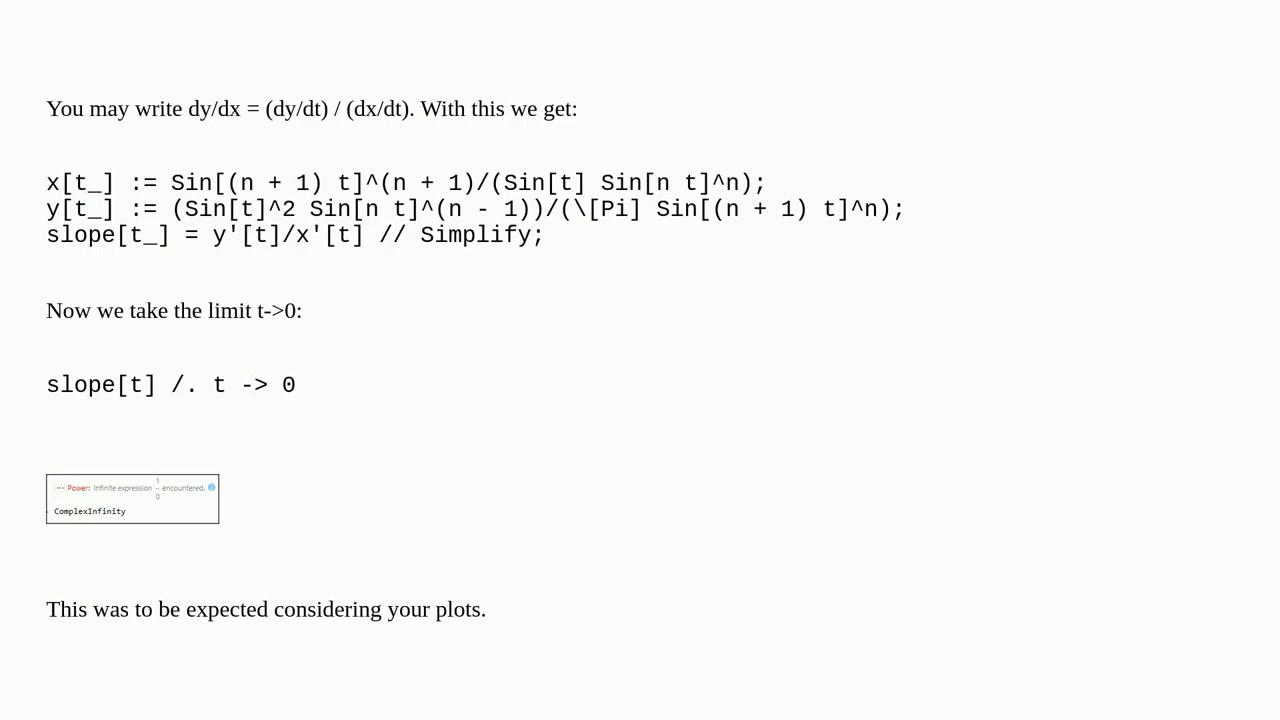 You may write dy/dx = (dy/dt) / (dx/dt). With this we get:
x[t_] := Sin[(n + 1) t]^(n + 1)/(Sin[t] Sin[n t]^n);
y[t_] := (Sin[t]^2 Sin[n t]^(n - 1))/(\[Pi] Sin[(n + 1) t]^n);
slope[t_] = y'[t]/x'[t] // Simplify;
Now we take the limit t->0:
slope[t] /. t -> 0
··· Power: Infinite expression 1/0 encountered.
ComplexInfinity
This was to be expected considering your plots.